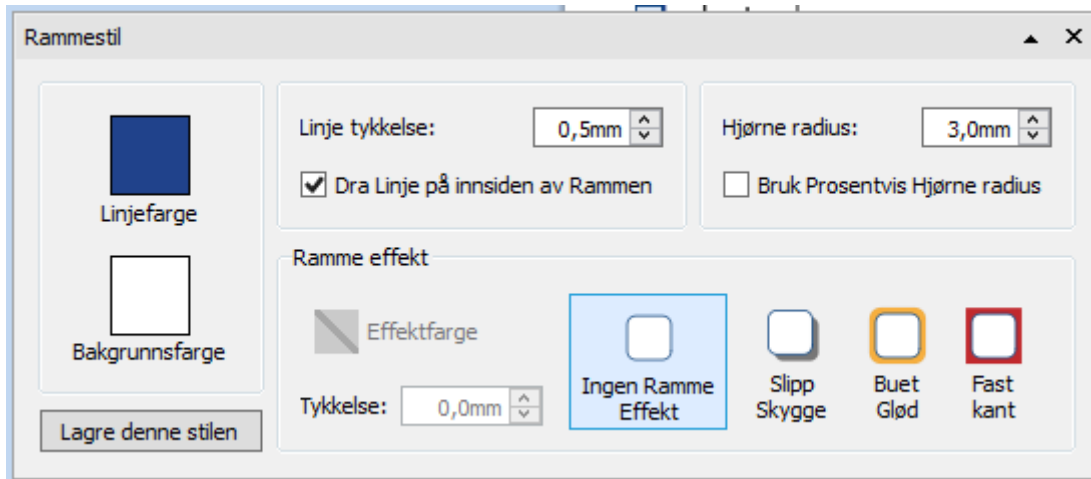 Rammestil
Linjefarge
Bakgrunnsfarge
Lagre denne stilen
Linje tykkelse: 0,5mm
Dra Linje på innsiden av Rammen
Hjørne radius: 3,0mm
Bruk Prosentvis Hjørne radius
Ramme effekt
Effektfarge
Tykkelse: 0,0mm
Ingen Ramme
Effekt
Slipp
Skygge
Buet
Glød
Fast
kant